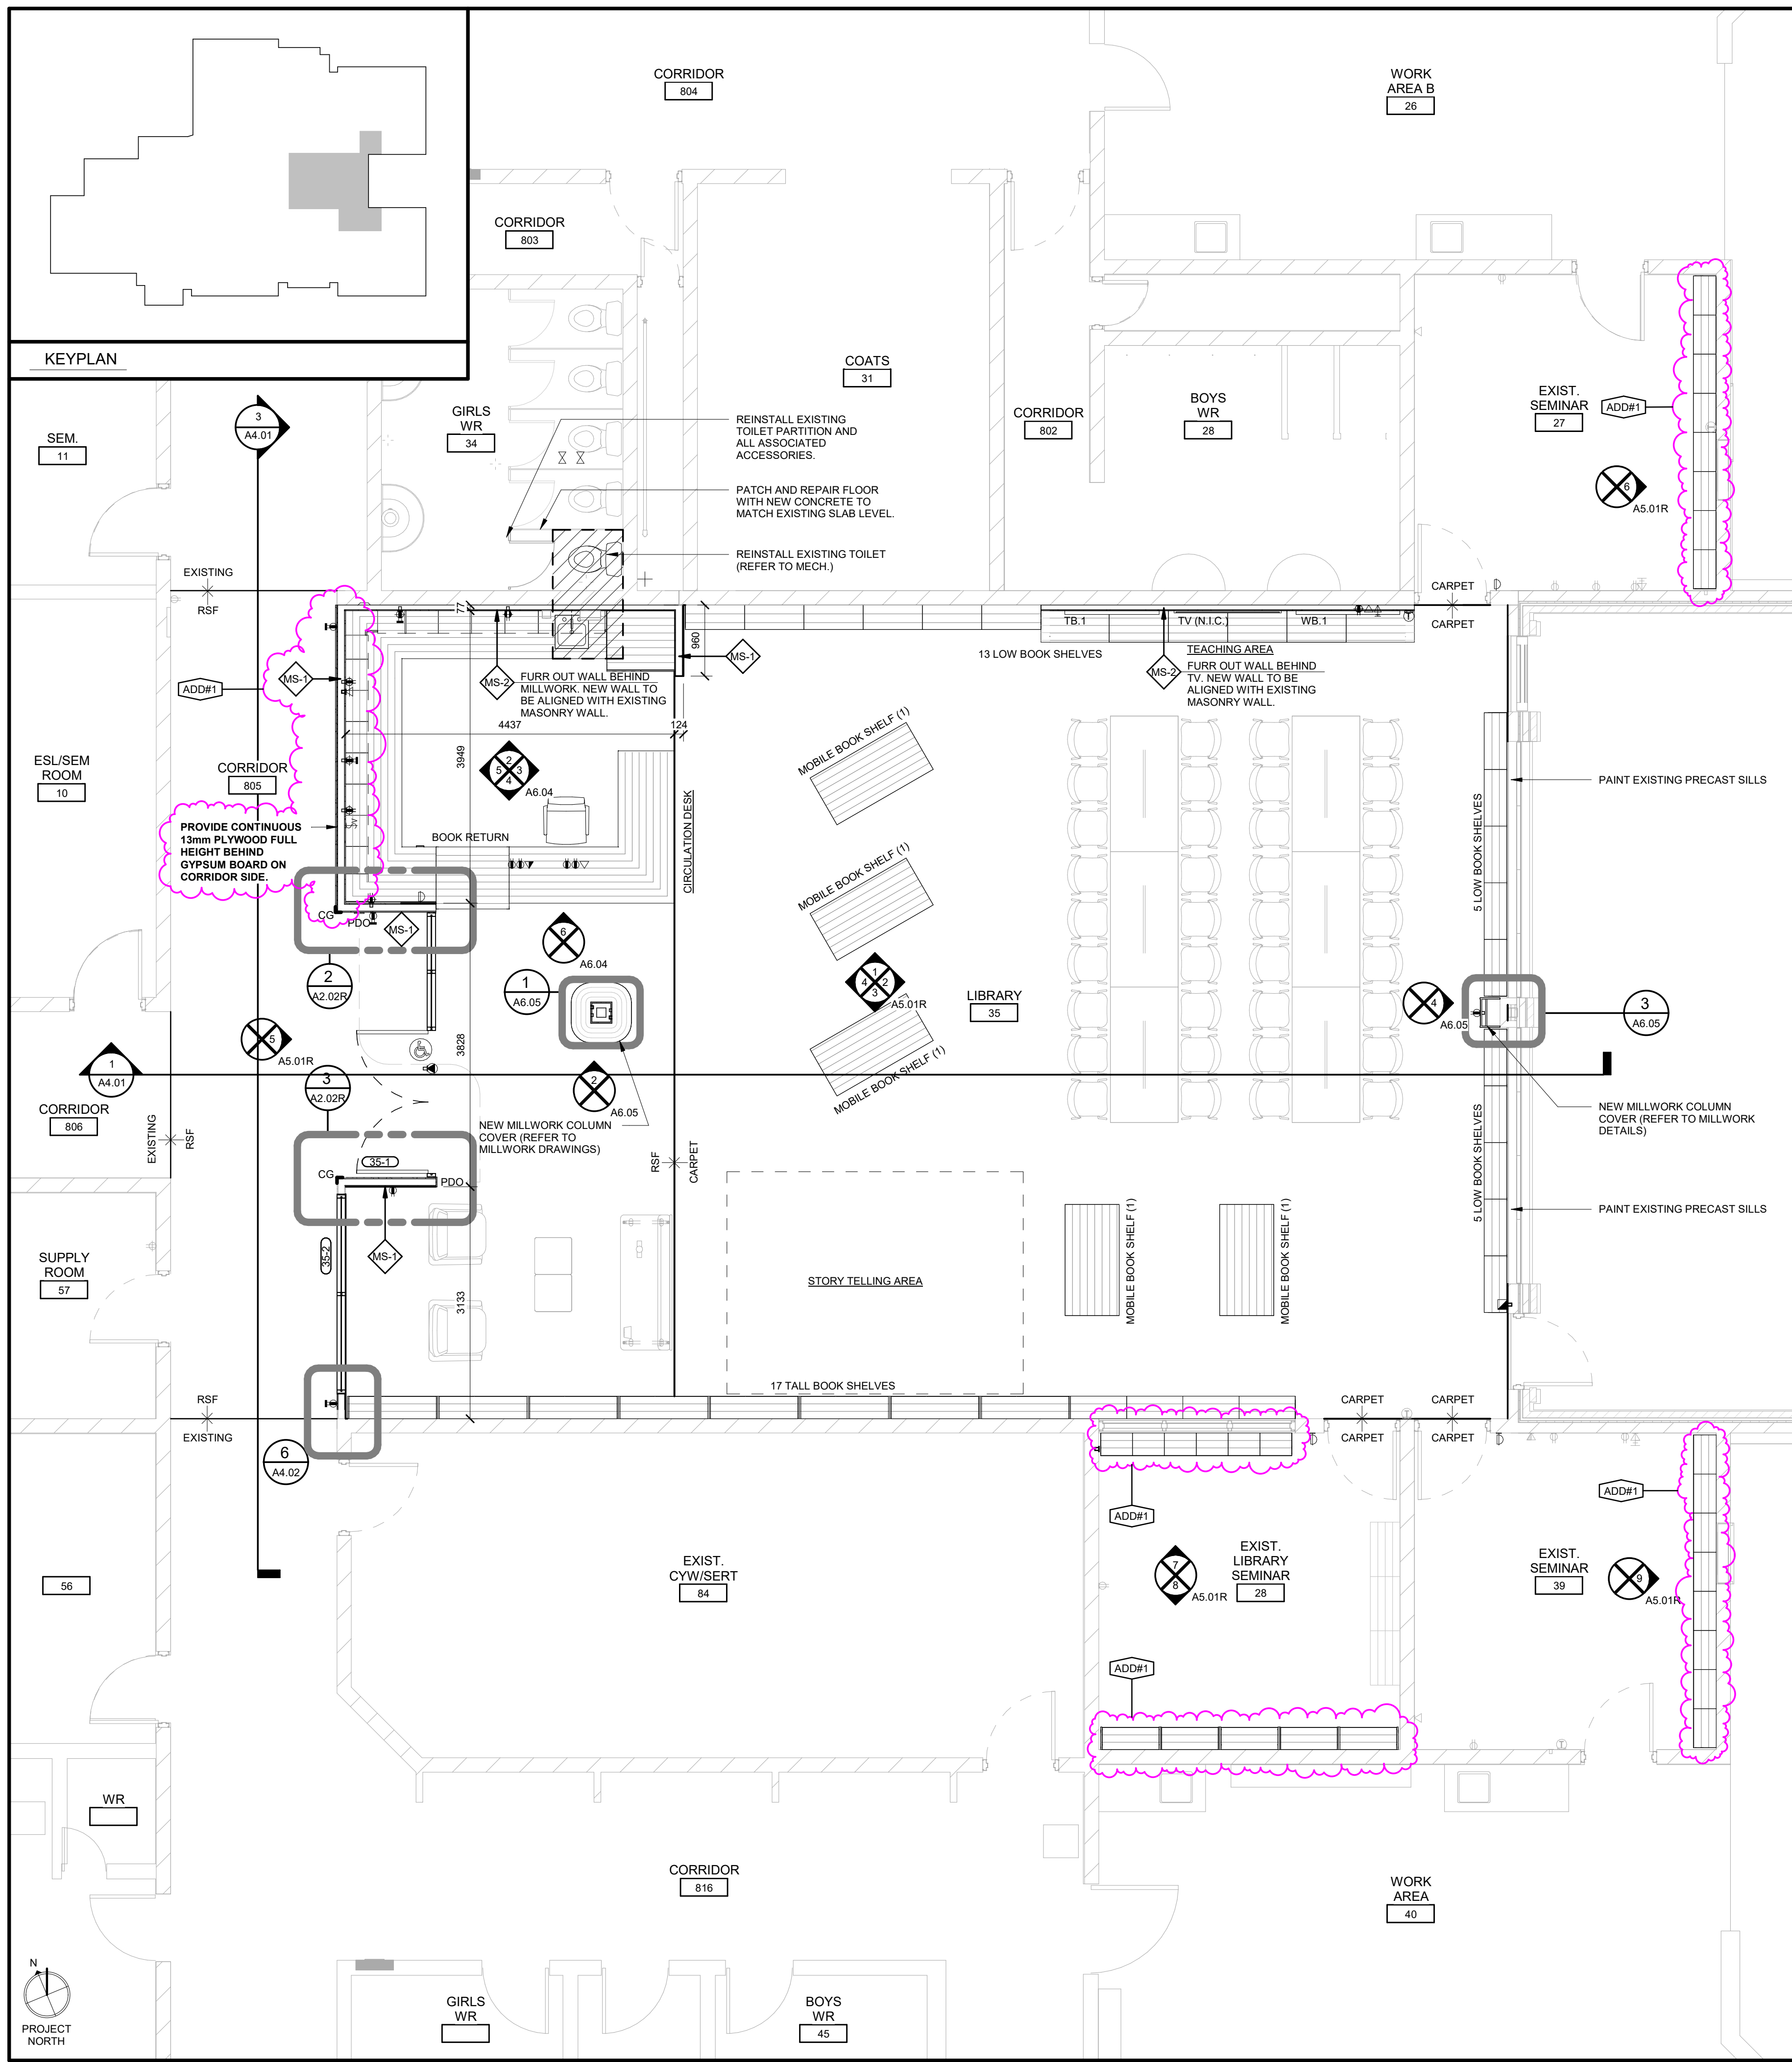 KEYPLAN
CORRIDOR
804
WORK
AREA B
26
CORRIDOR
803
COATS
31
GIRLS
WR
34
CORRIDOR
802
BOYS
WR
28
EXIST.
SEMINAR
27
ADD#1
6
A5.01R
SEM.
11
3
A4.01
REINSTALL EXISTING
TOILET PARTITION AND
ALL ASSOCIATED
ACCESSORIES.
PATCH AND REPAIR FLOOR
WITH NEW CONCRETE TO
MATCH EXISTING SLAB LEVEL.
REINSTALL EXISTING TOILET
(REFER TO MECH.)
EXISTING
RSF
CARPET
CARPET
77
960
MS-1
TB.1
TV (N.I.C.)
WB.1
T
13 LOW BOOK SHELVES
TEACHING AREA
MS-2
FURR OUT WALL BEHIND
TV. NEW WALL TO BE
ALIGNED WITH EXISTING
MASONRY WALL.
MS-2
FURR OUT WALL BEHIND
MILLWORK. NEW WALL TO
BE ALIGNED WITH EXISTING
MASONRY WALL.
MS-1
ADD#1
4437
124
3949
ESL/SEM
ROOM
10
CORRIDOR
805
2
5
3
4
A6.04
PROVIDE CONTINUOUS
13mm PLYWOOD FULL
HEIGHT BEHIND
GYPSUM BOARD ON
CORRIDOR SIDE.
BOOK RETURN
CIRCULATION DESK
MOBILE BOOK SHELF (1)
MOBILE BOOK SHELF (1)
MOBILE BOOK SHELF (1)
5 LOW BOOK SHELVES
PAINT EXISTING PRECAST SILLS
CG
PDO
MS-1
2
A2.02R
6
A6.04
1
A6.05
1
4
2
3
A5.01R
LIBRARY
35
4
A6.05
3
A6.05
5
A5.01R
3828
1
A4.01
3
A2.02R
2
A6.05
NEW MILLWORK COLUMN
COVER (REFER TO
MILLWORK DRAWINGS)
NEW MILLWORK COLUMN
COVER (REFER TO MILLWORK
DETAILS)
CORRIDOR
806
EXISTING
RSF
RSF
CARPET
35-1
CG
PDO
MS-1
35-2
3133
5 LOW BOOK SHELVES
PAINT EXISTING PRECAST SILLS
SUPPLY
ROOM
57
STORY TELLING AREA
MOBILE BOOK SHELF (1)
MOBILE BOOK SHELF (1)
17 TALL BOOK SHELVES
RSF
EXISTING
6
A4.02
CARPET
CARPET
T
CARPET
CARPET
ADD#1
ADD#1
56
EXIST.
CYW/SERT
84
7
8
A5.01R
EXIST.
LIBRARY
SEMINAR
28
EXIST.
SEMINAR
39
9
A5.01R
ADD#1
T
WR
CORRIDOR
816
WORK
AREA
40
N
PROJECT
NORTH
GIRLS
WR
BOYS
WR
45